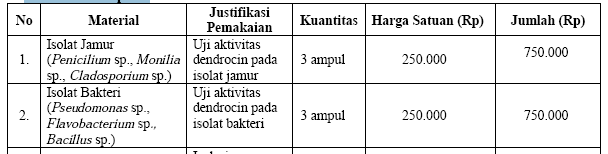 No Material Justifikasi Pemakaian Kuantitas Harga Satuan (Rp) Jumlah (Rp)
1. Isolat Jamur Uji aktivitas 3 ampul 250.000 750.000
(Penicilium sp., Monilia dendrocin pada
sp., Cladosporium sp.) isolat jamur
2. Isolat Bakteri Uji aktivitas 3 ampul 250.000 750.000
(Pseudomonas sp., dendrocin pada
Flavobacterium sp., isolat bakteri
Bacillus sp.)